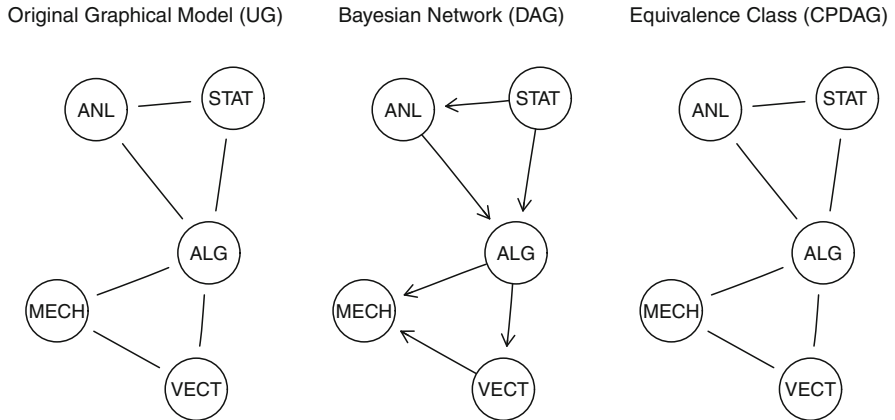 Original Graphical Model (UG)
Bayesian Network (DAG)
Equivalence Class (CPDAG)
ANL
STAT
ALG
MECH
VECT
ANL
STAT
ALG
MECH
VECT
ANL
STAT
ALG
MECH
VECT